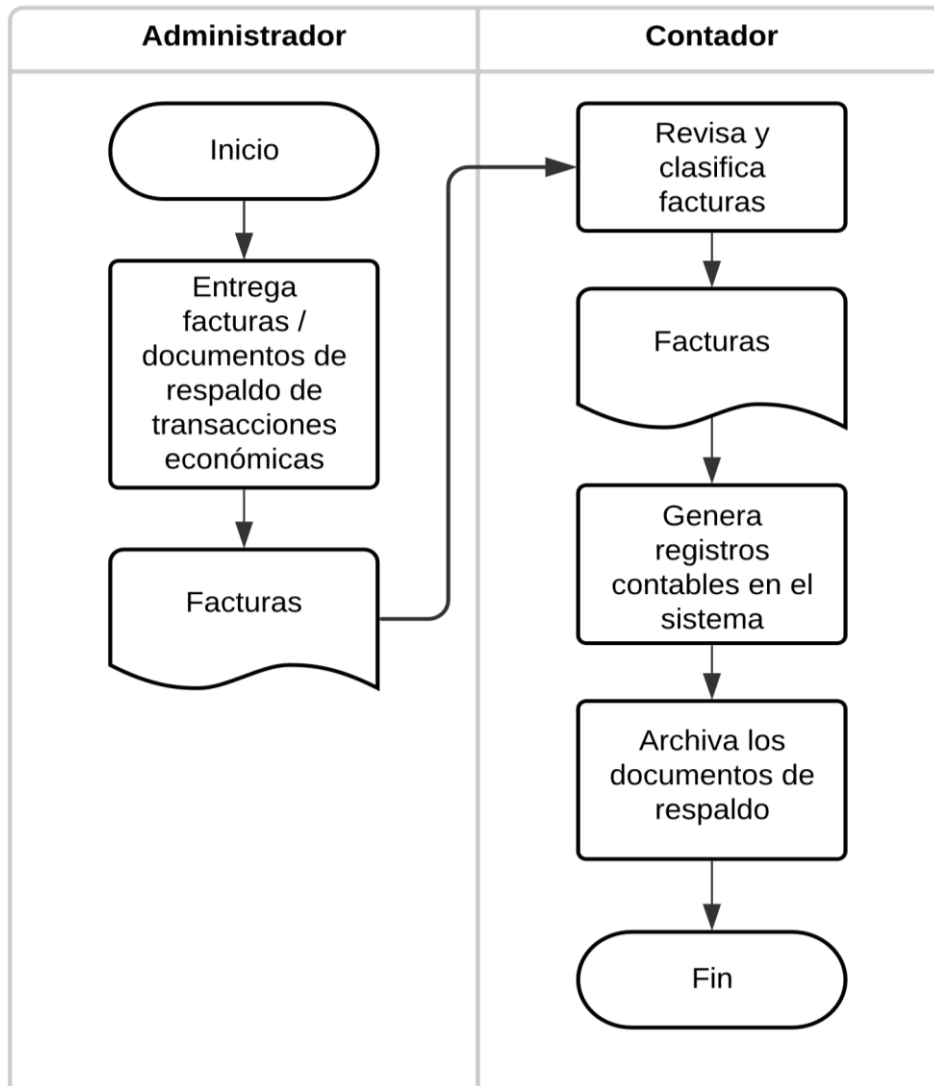 Administrador
Contador
Inicio
Entrega
facturas /
documentos de
respaldo de
transacciones
económicas
Facturas
Revisa y
clasifica
facturas
Facturas
Genera
registros
contables en el
sistema
Archiva los
documentos de
respaldo
Fin